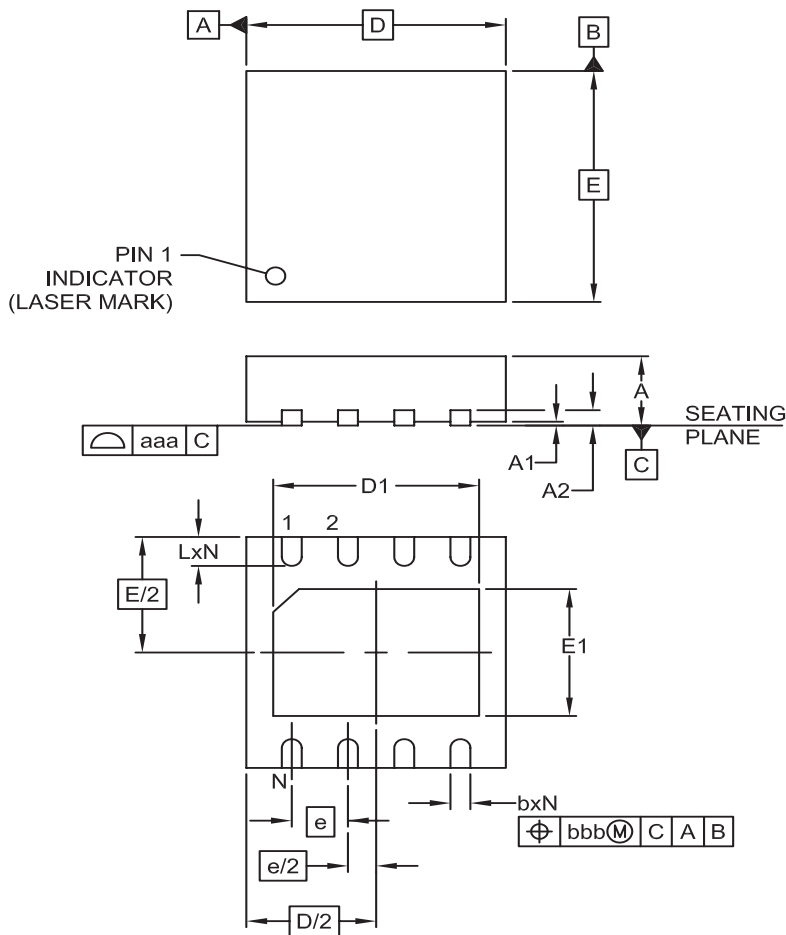 A
D
B
E
PIN 1
INDICATOR
(LASER MARK)
A
SEATING
PLANE
aaa C
A1
A2
C
D1
1 2
LxN
E/2
E1
N
bxN
e
bbbⓂ C A B
e/2
D/2